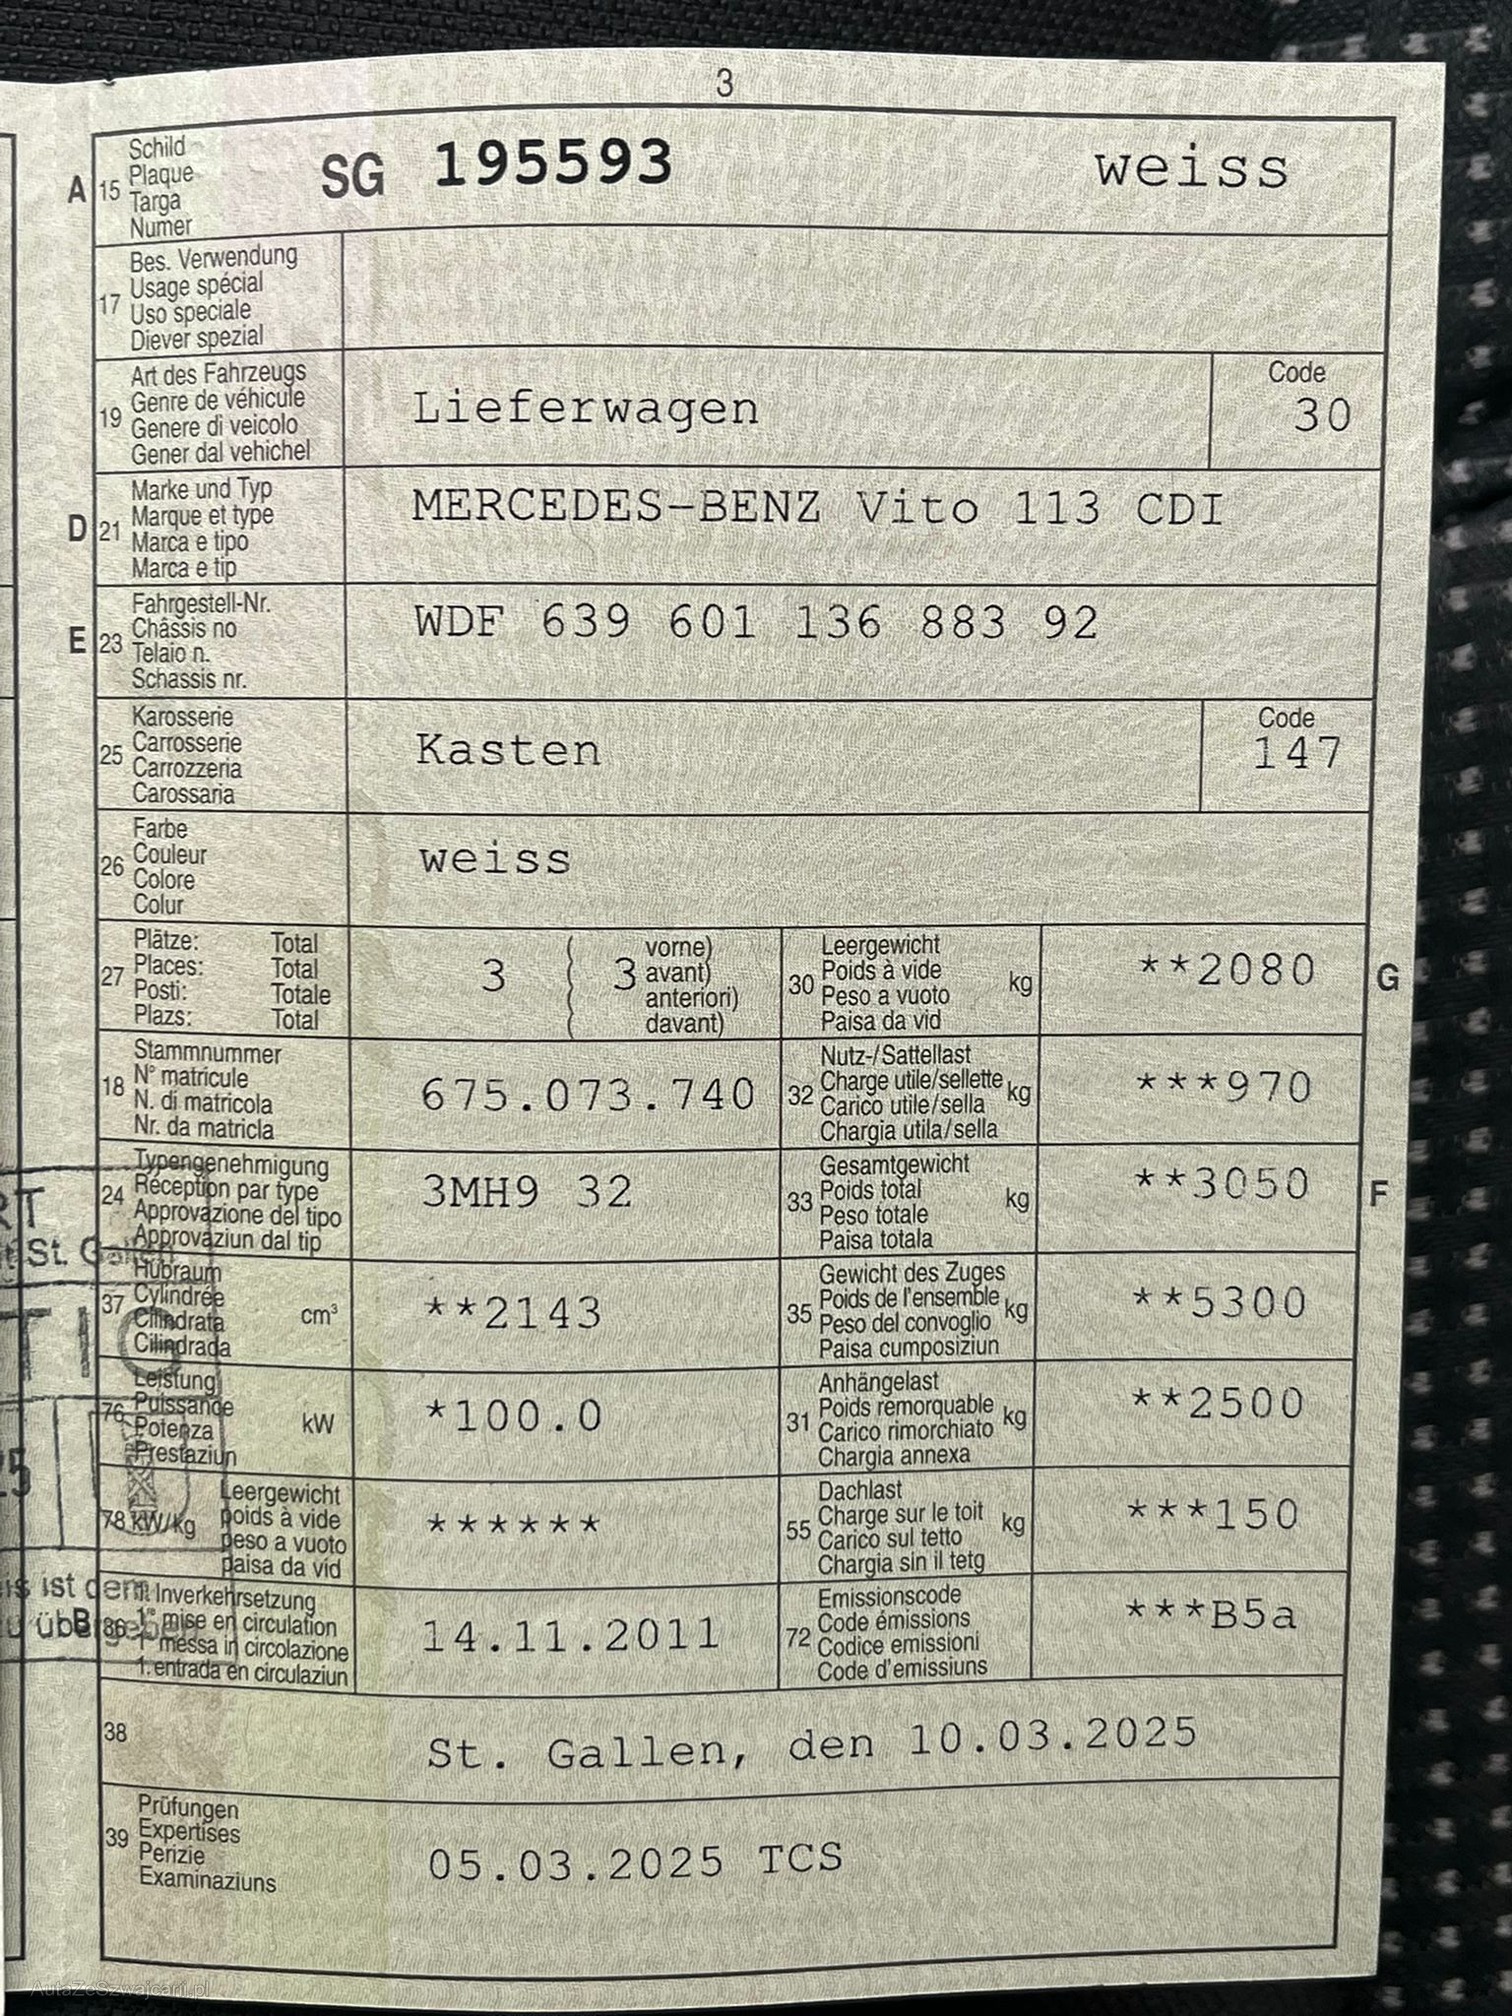 3
A 15 Schild
Plaque
Targa
Numer
SG 195593 weiss
17 Bes. Verwendung
Usage spécial
Uso speciale
Diever spezial
19 Art des Fahrzeugs
Genre de véhicule
Genere di veicolo
Gener dal vehichel
Lieferwagen
Code
30
D 21 Marke und Typ
Marque et type
Marca e tipo
Marca e tip
MERCEDES-BENZ Vito 113 CDI
E 23 Fahrgestell-Nr.
Châssis no
Telaio n.
Schassis nr.
WDF 639 601 136 883 92
25 Karosserie
Carrosserie
Carrozzeria
Carossaria
Kasten
Code
147
26 Farbe
Couleur
Colore
Colur
weiss
27 Plätze: Total
Places: Total
Posti: Totale
Plazs: Total
3 ( 3 vorne)
avant)
anteriori)
davant)
30 Leergewicht
Poids à vide kg
Peso a vuoto
Paisa da vid
**2080 G
18 Stammnummer
N° matricule
N. di matricola
Nr. da matricla
675.073.740
32 Nutz-/Sattellast
Charge utile/sellette kg
Carico utile/sella
Chargia utila/sella
***970
24 Typengenehmigung
Réception par type
Approvazione del tipo
Approvaziun dal tip
3MH9 32
33 Gesamtgewicht
Poids total kg
Peso totale
Paisa totala
**3050 F
37 Hubraum
Cylindrée cm³
Cilindrata
Cilindrada
**2143
35 Gewicht des Zuges
Poids de l'ensemble kg
Peso del convoglio
Paisa cumposiziun
**5300
76 Leistung
Puissance kW
Potenza
Prestaziun
*100.0
31 Anhängelast
Poids remorquable kg
Carico rimorchiato
Chargia annexa
**2500
78 kW/kg Leergewicht
poids à vide
peso a vuoto
paisa da vid
******
55 Dachlast
Charge sur le toit kg
Carico sul tetto
Chargia sin il tetg
***150
B 36 1. Inverkehrsetzung
1re mise en circulation
1a messa in circolazione
1. entrada en circulaziun
14.11.2011
72 Emissionscode
Code émissions
Codice emissioni
Code d'emissiuns
***B5a
38 St. Gallen, den 10.03.2025
39 Prüfungen
Expertises
Perizie
Examinaziuns
05.03.2025 TCS
St. Gallen
ist dem
AutaZeSzwajcarii.pl